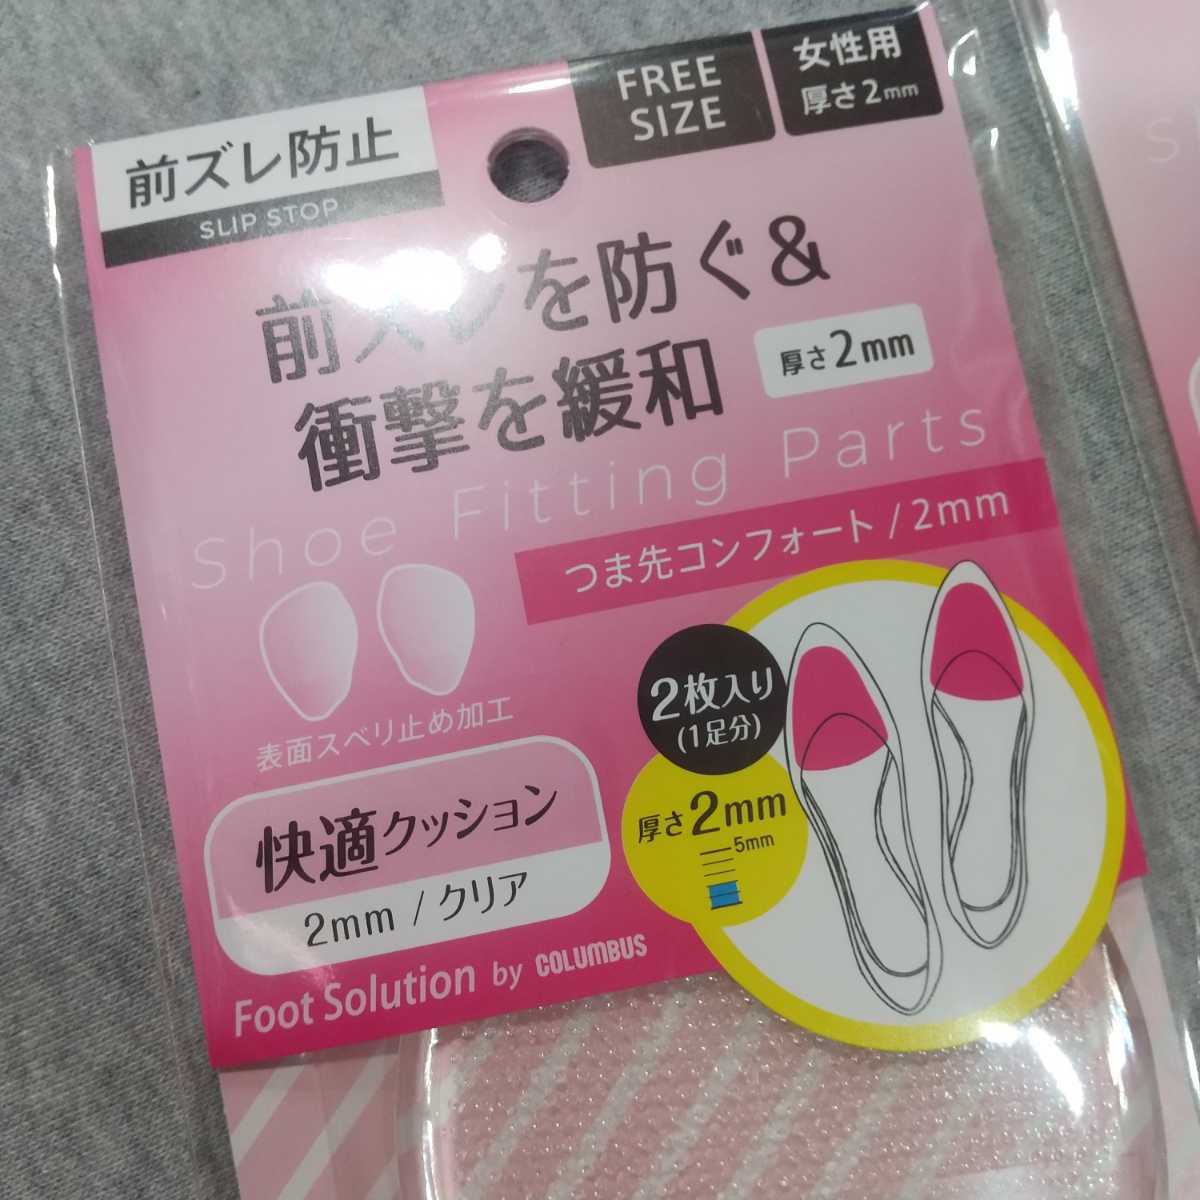 前ズレ防止
SLIP STOP
FREE
SIZE
女性用
厚さ2mm
前ズレを防ぐ&
衝撃を緩和
厚さ2mm
Shoe Fitting Parts
つま先コンフォート/2mm
表面スベリ止め加工
2枚入り
(1足分)
厚さ2mm
5mm
快適クッション
2mm/クリア
Foot Solution by COLUMBUS
S